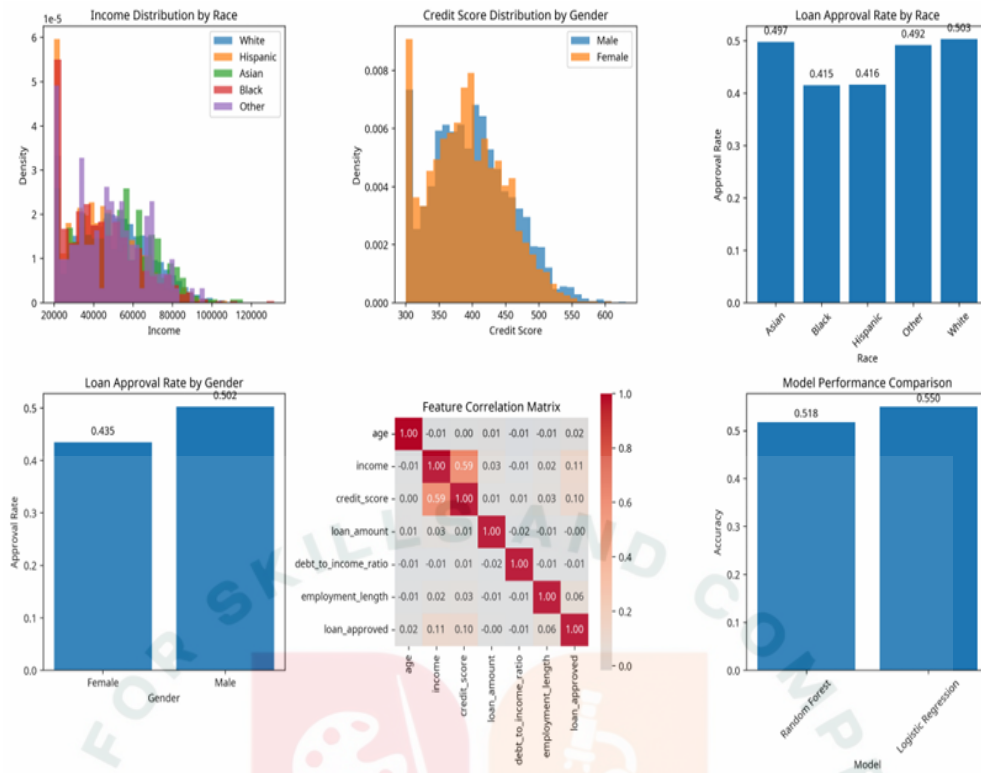 Income Distribution by Race
1e-5
6
5
4
3
2
1
0
Density
20000 40000 60000 80000 100000 120000
Income
White
Hispanic
Asian
Black
Other
Credit Score Distribution by Gender
0.008
0.006
0.004
0.002
0.000
Density
300 350 400 450 500 550 600
Credit Score
Male
Female
Loan Approval Rate by Race
0.497 0.415 0.416 0.492 0.503
0.5
0.4
0.3
0.2
0.1
0.0
Approval Rate
Asian Black Hispanic Other White
Race
Loan Approval Rate by Gender
0.435 0.502
0.5
0.4
0.3
0.2
0.1
0.0
Approval Rate
Female Male
Gender
Feature Correlation Matrix
age 1.00 -0.01 0.00 0.01 -0.01 -0.01 0.02
income -0.01 1.00 0.59 0.03 -0.01 0.02 0.11
credit_score 0.00 0.59 1.00 0.01 0.01 0.03 0.10
loan_amount 0.01 0.03 0.01 1.00 -0.02 -0.01 -0.00
debt_to_income_ratio -0.01 -0.01 0.01 -0.02 1.00 -0.01 -0.01
employment_length -0.01 0.02 0.03 -0.01 -0.01 1.00 0.06
loan_approved 0.02 0.11 0.10 -0.00 -0.01 0.06 1.00
age income credit_score loan_amount debt_to_income_ratio employment_length loan_approved
1.0
0.8
0.6
0.4
0.2
0.0
Model Performance Comparison
0.518 0.550
0.5
0.4
0.3
0.2
0.1
0.0
Accuracy
Random Forest Logistic Regression
Model
FOR SKILLS AND COMP